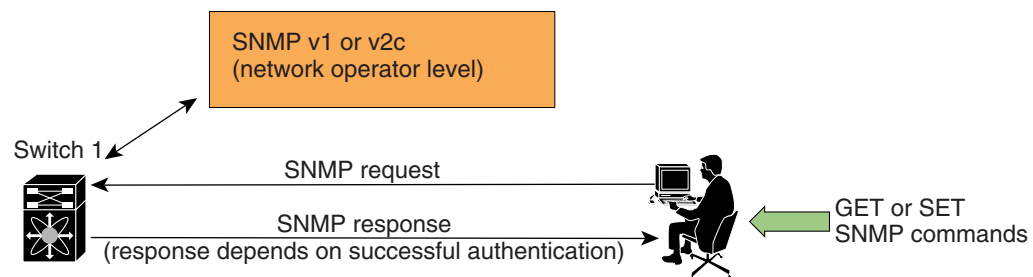 SNMP v1 or v2c
(network operator level)
Switch 1
SNMP request
SNMP response
(response depends on successful authentication)
GET or SET
SNMP commands